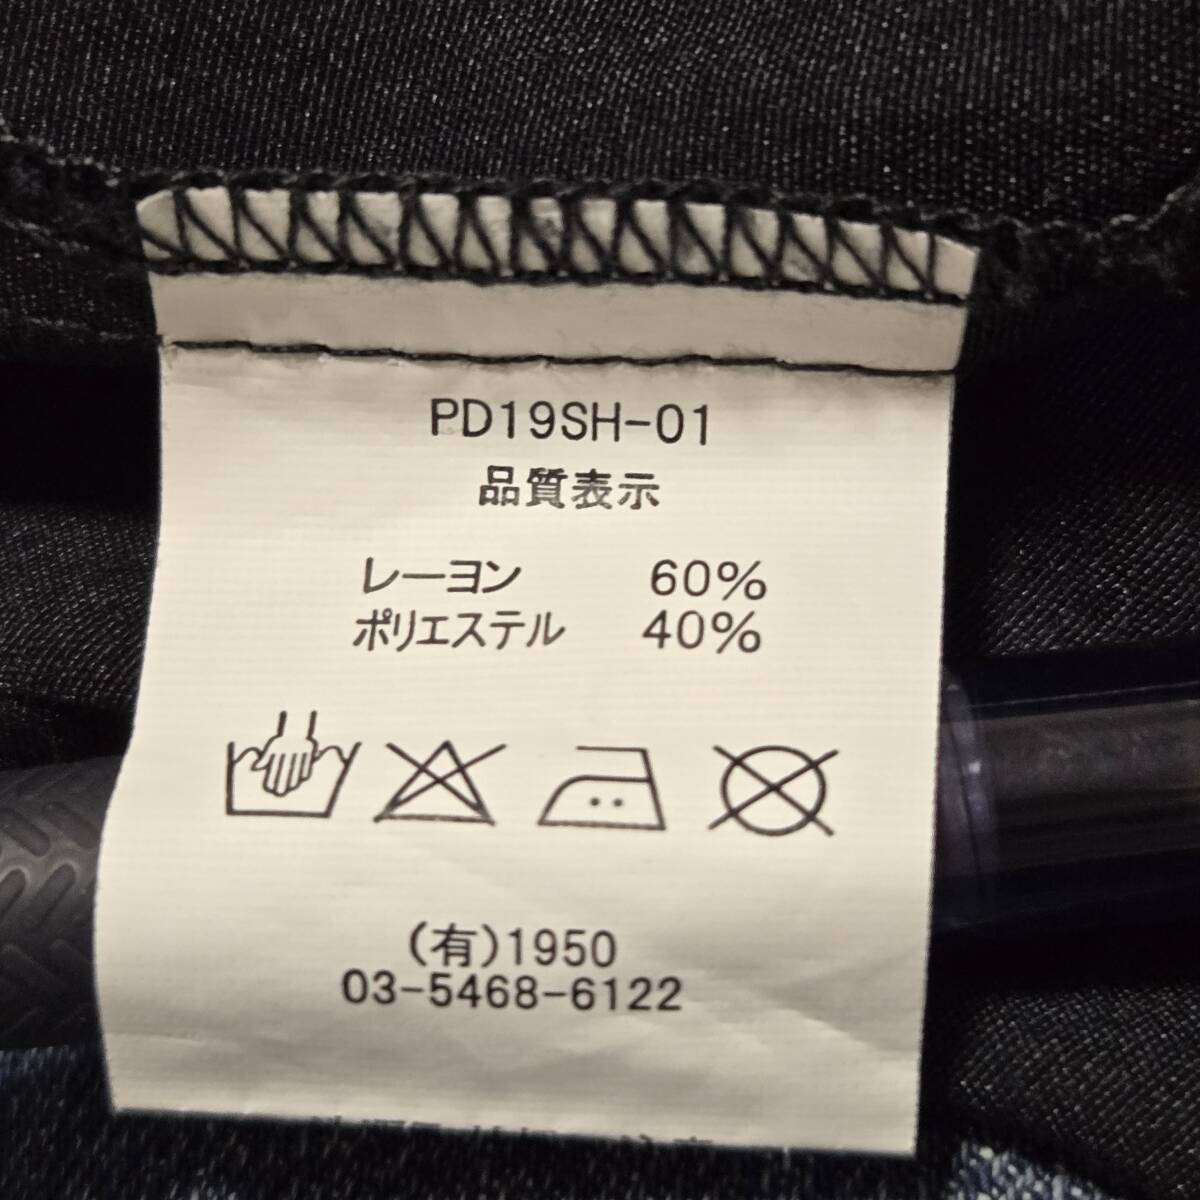 PD19SH-01
品質表示
レーヨン 60%
ポリエステル 40%
(有)1950
03-5468-6122